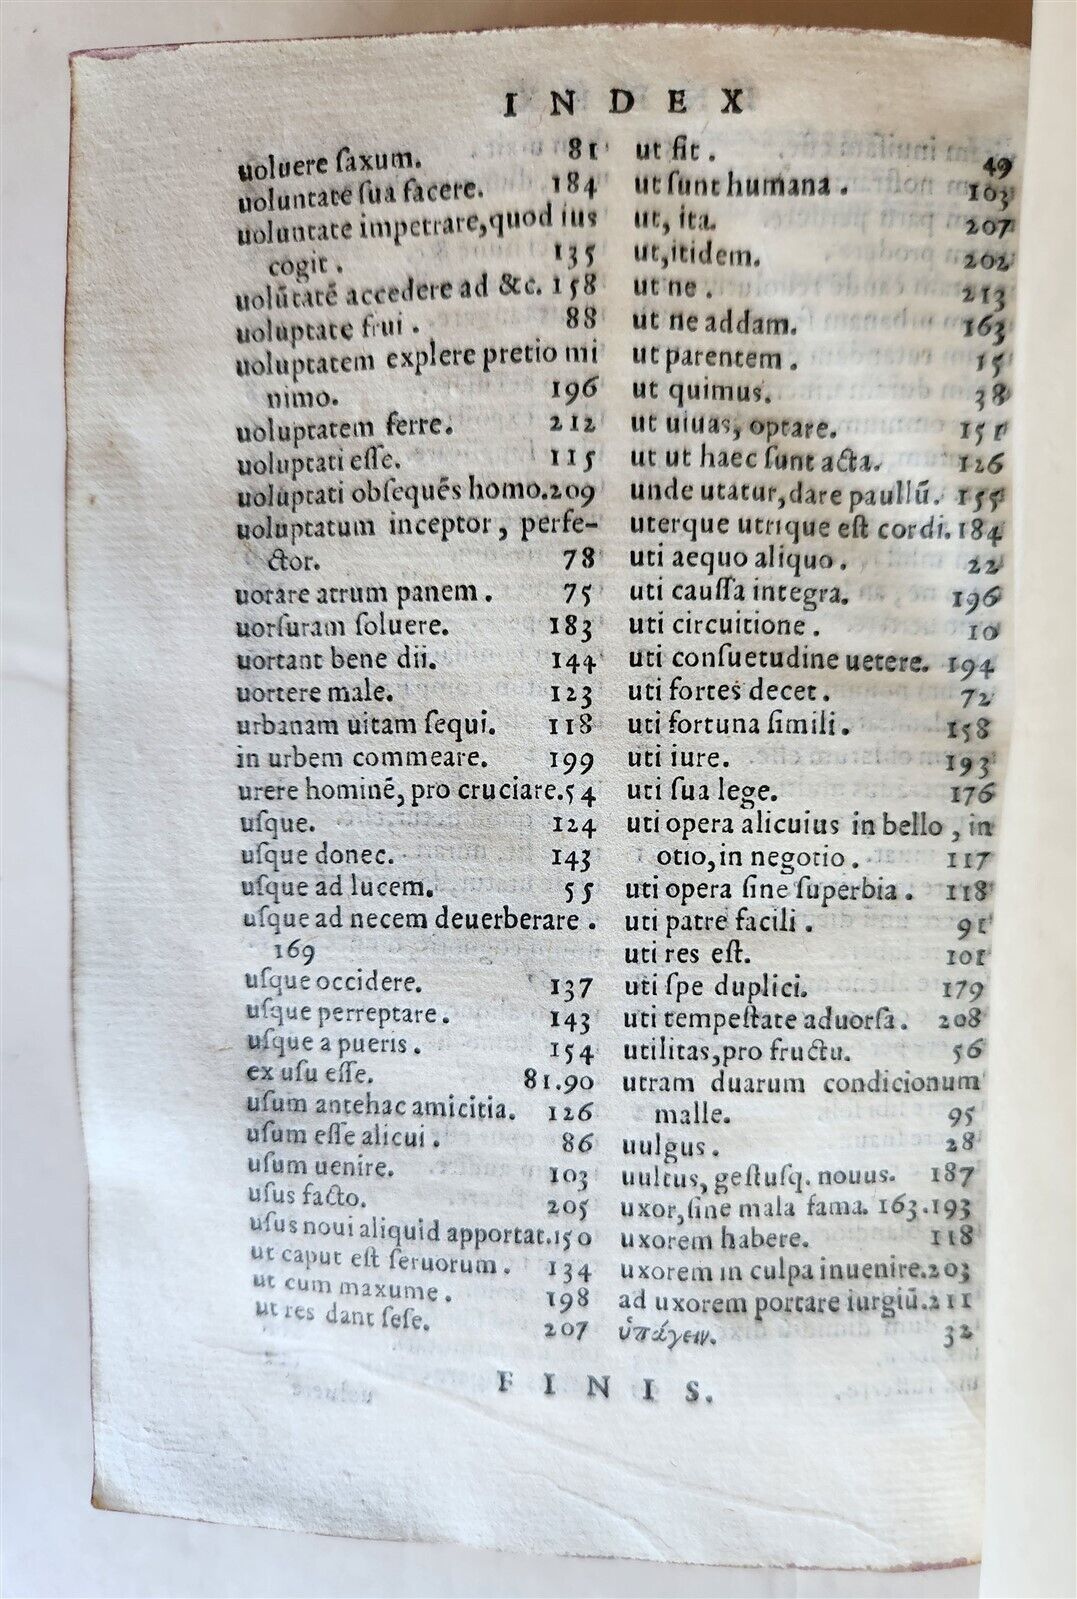 INDEX
uoluere ſaxum. 81
uoluntate ſua facere. 184
uoluntate impetrare, quod ius
cogit. 135
uolūtatē accedere ad &c. 158
uoluptate frui. 88
uoluptatem explere pretio mi
nimo. 196
uoluptatem ferre. 212
uoluptati eſſe. 115
uoluptati obſequēs homo. 209
uoluptatum inceptor, perfe-
ctor. 78
uorare atrum panem. 75
uorſuram ſoluere. 183
uortant bene dii. 144
uortere male. 123
urbanam uitam ſequi. 118
in urbem commeare. 199
urere hominē, pro cruciare. 54
uſque. 124
uſque donec. 143
uſque ad lucem. 55
uſque ad necem deuerberare.
169
uſque occidere. 137
uſque perreptare. 143
uſque a pueris. 154
ex uſu eſſe. 81.90
uſum antehac amicitia. 126
uſum eſſe alicui. 86
uſum uenire. 103
uſus facto. 205
uſus noui aliquid apportat. 150
ut caput eſt ſeruorum. 134
ut cum maxume. 198
ut res dant ſeſe. 207
ut fit. 49
ut ſunt humana. 103
ut, ita. 207
ut, itidem. 202
ut ne. 213
ut ne addam. 163
ut parentem. 15
ut quimus. 38
ut uiuas, optare. 151
ut ut haec ſunt acta. 126
unde utatur, dare paullū. 155
uterque utrique eſt cordi. 184
uti aequo aliquo. 22
uti cauſſa integra. 196
uti circuitione. 10
uti conſuetudine uetere. 194
uti fortes decet. 72
uti fortuna ſimili. 158
uti iure. 193
uti ſua lege. 176
uti opera alicuius in bello, in
otio, in negotio. 117
uti opera ſine ſuperbia. 118
uti patre facili. 91
uti res eſt. 101
uti ſpe duplici. 179
uti tempeſtate aduorſa. 208
utilitas, pro fructu. 56
utram duarum condicionum
malle. 95
uulgus. 28
uultus, geſtuſq. nouus. 187
uxor, ſine mala fama. 163.193
uxorem habere. 118
uxorem in culpa inuenire. 203
ad uxorem portare iurgiū. 211
ὑπάγειν. 32
FINIS.